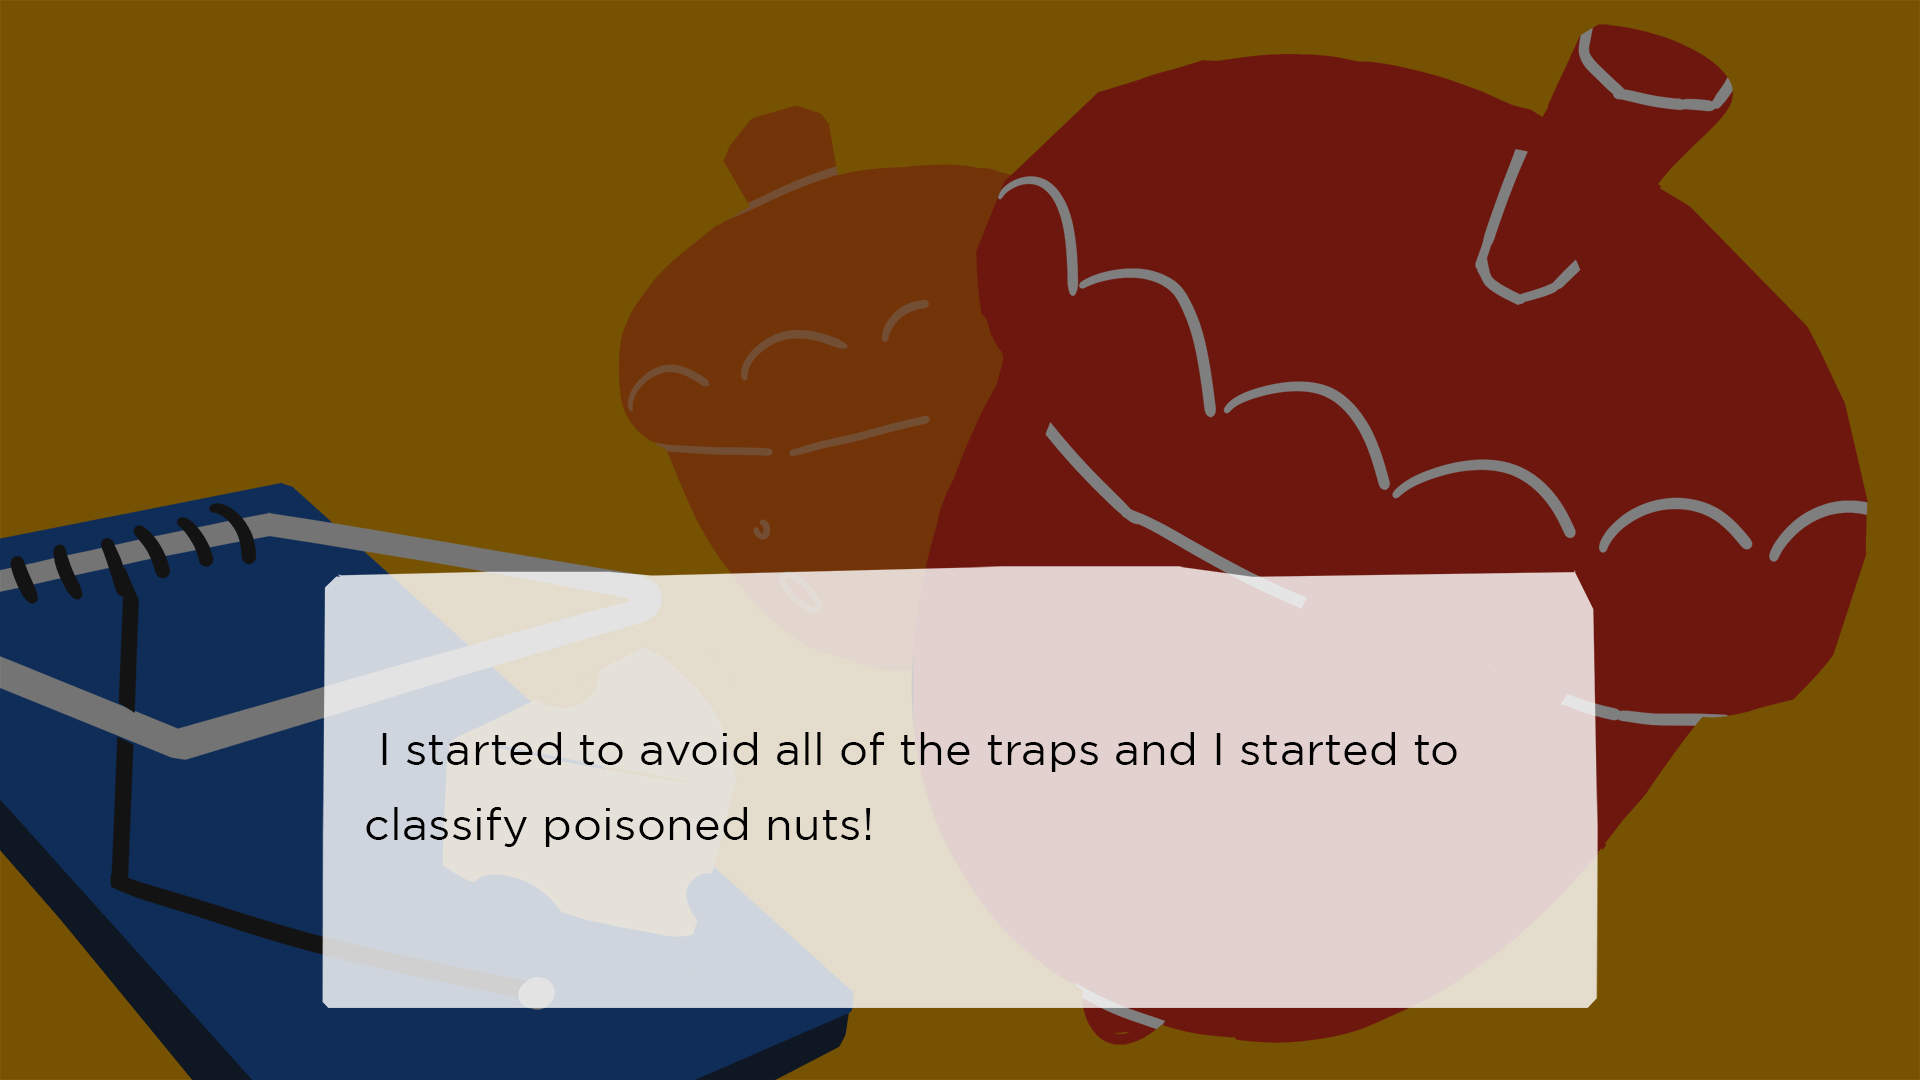 I started to avoid all of the traps and I started to
classify poisoned nuts!